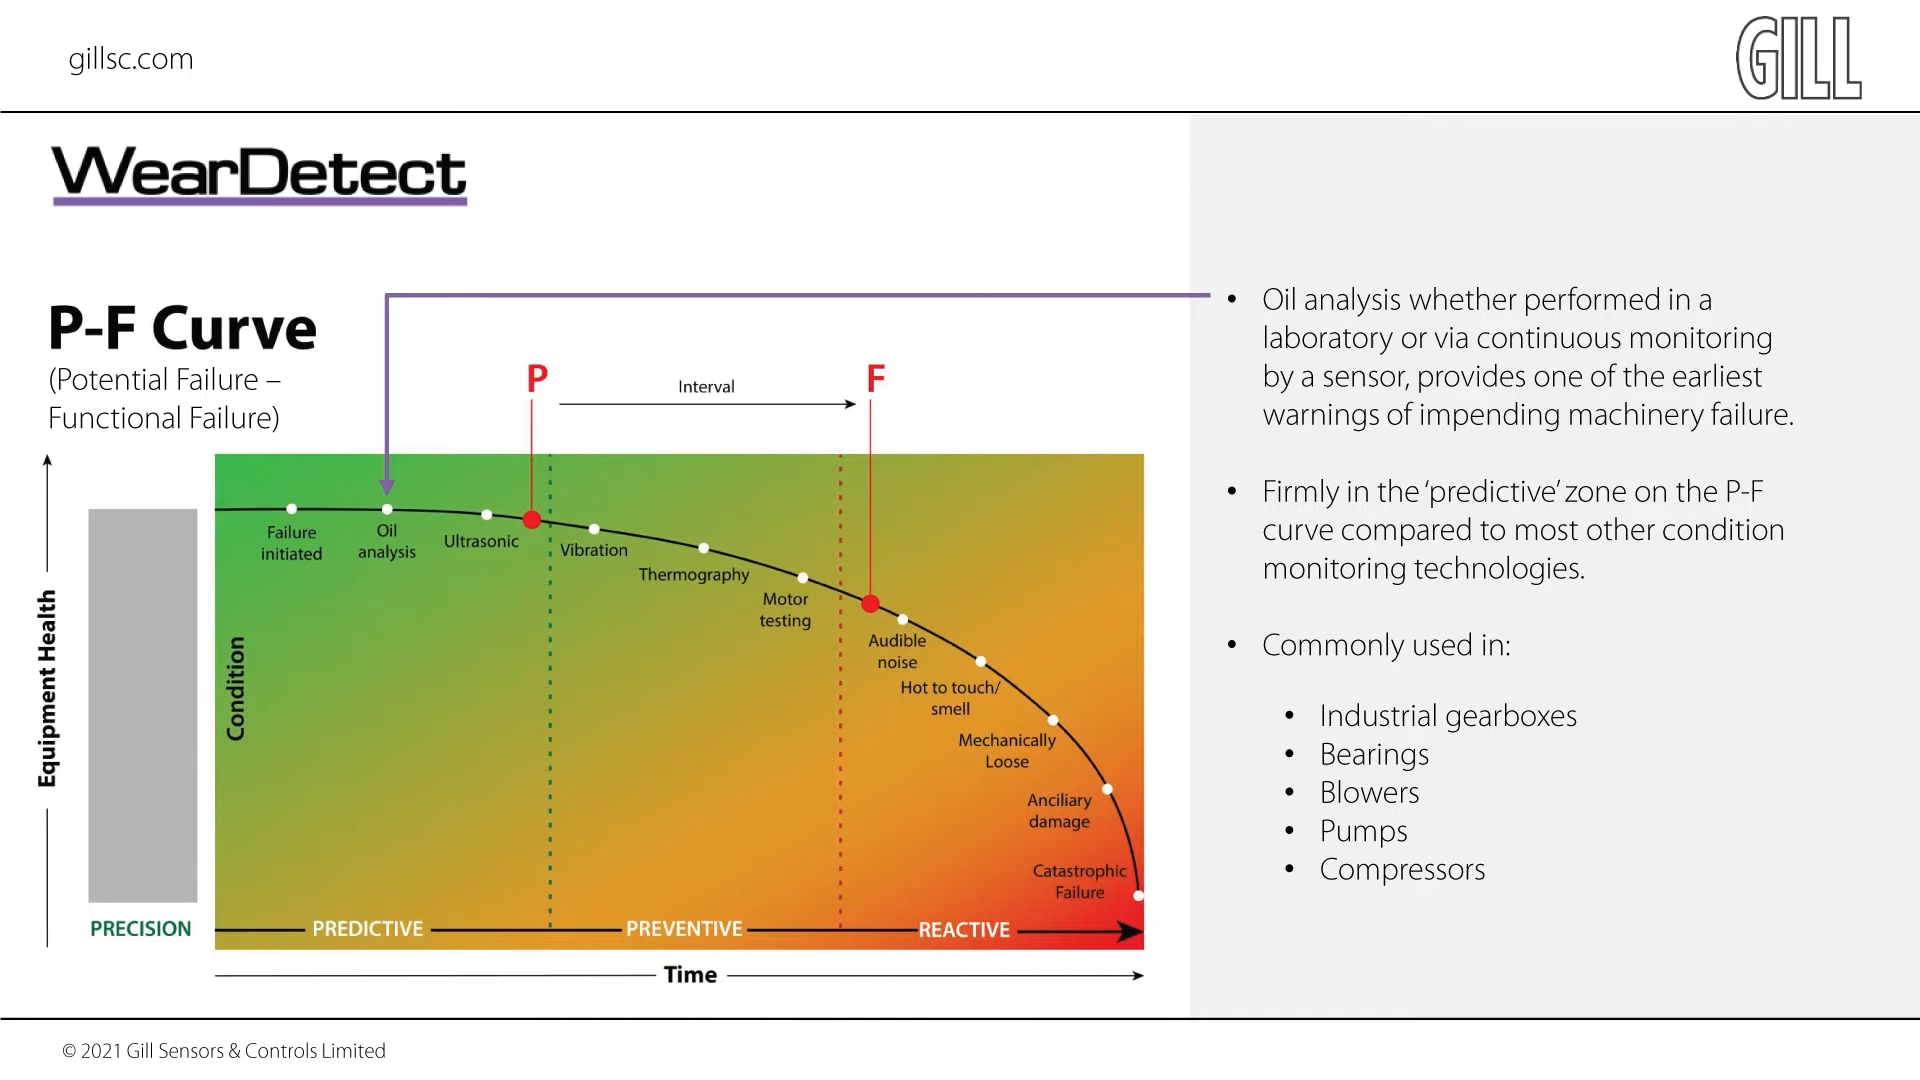 gillsc.com
GILL
WearDetect
P-F Curve
(Potential Failure –
Functional Failure)
P
Interval
F
Equipment Health
Condition
Failure
initiated
Oil
analysis
Ultrasonic
Vibration
Thermography
Motor
testing
Audible
noise
Hot to touch/
smell
Mechanically
Loose
Anciliary
damage
Catastrophic
Failure
PRECISION
PREDICTIVE
PREVENTIVE
REACTIVE
Time
• Oil analysis whether performed in a
laboratory or via continuous monitoring
by a sensor, provides one of the earliest
warnings of impending machinery failure.
• Firmly in the ‘predictive’ zone on the P-F
curve compared to most other condition
monitoring technologies.
• Commonly used in:
• Industrial gearboxes
• Bearings
• Blowers
• Pumps
• Compressors
© 2021 Gill Sensors & Controls Limited